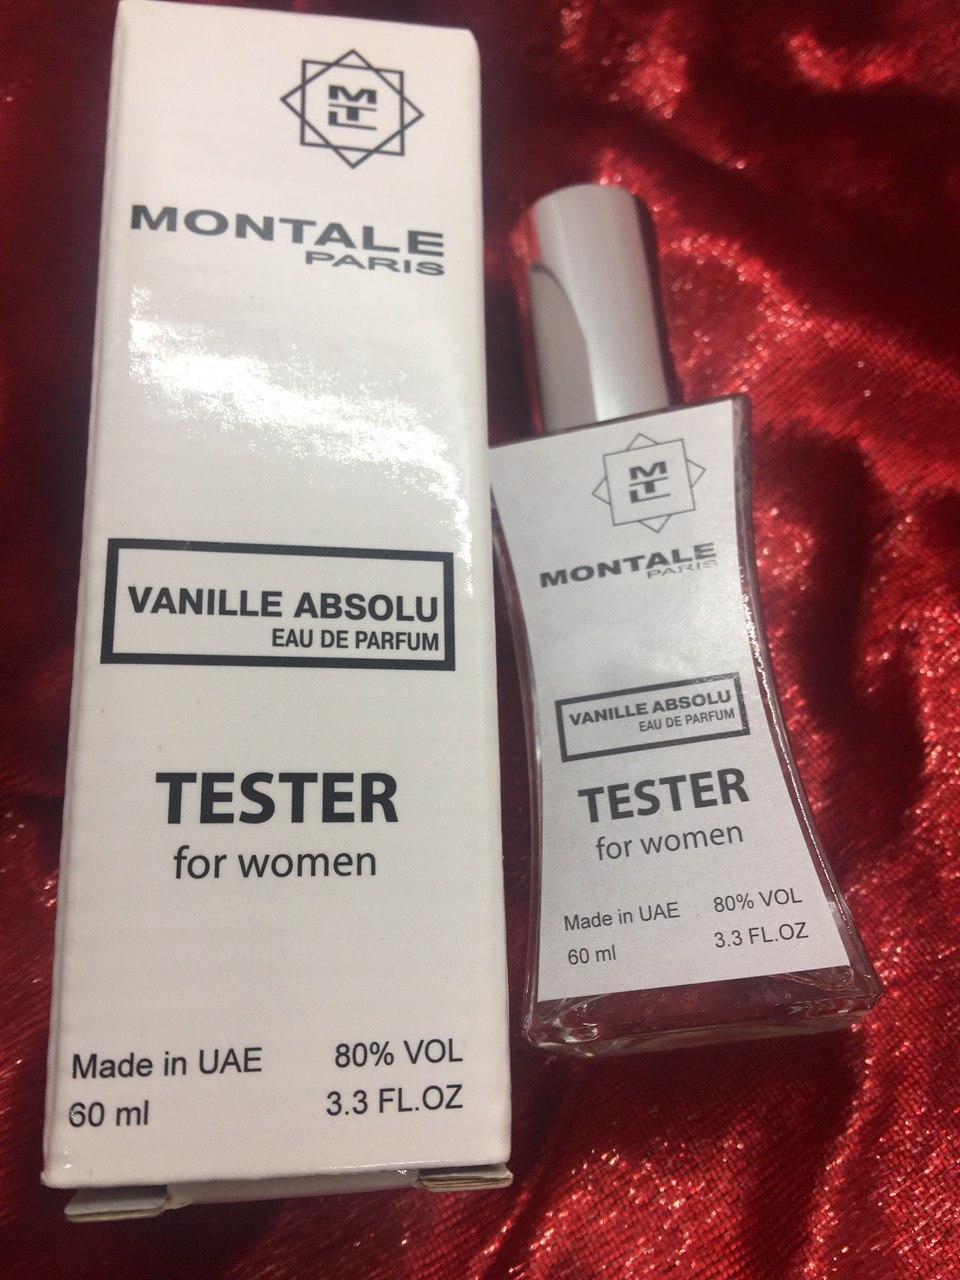 MTL
MONTALE
PARIS
VANILLE ABSOLU
EAU DE PARFUM
TESTER
for women
Made in UAE 80% VOL
60 ml 3.3 FL.OZ
MTL
MONTALE
PARIS
VANILLE ABSOLU
EAU DE PARFUM
TESTER
for women
Made in UAE 80% VOL
60 ml 3.3 FL.OZ